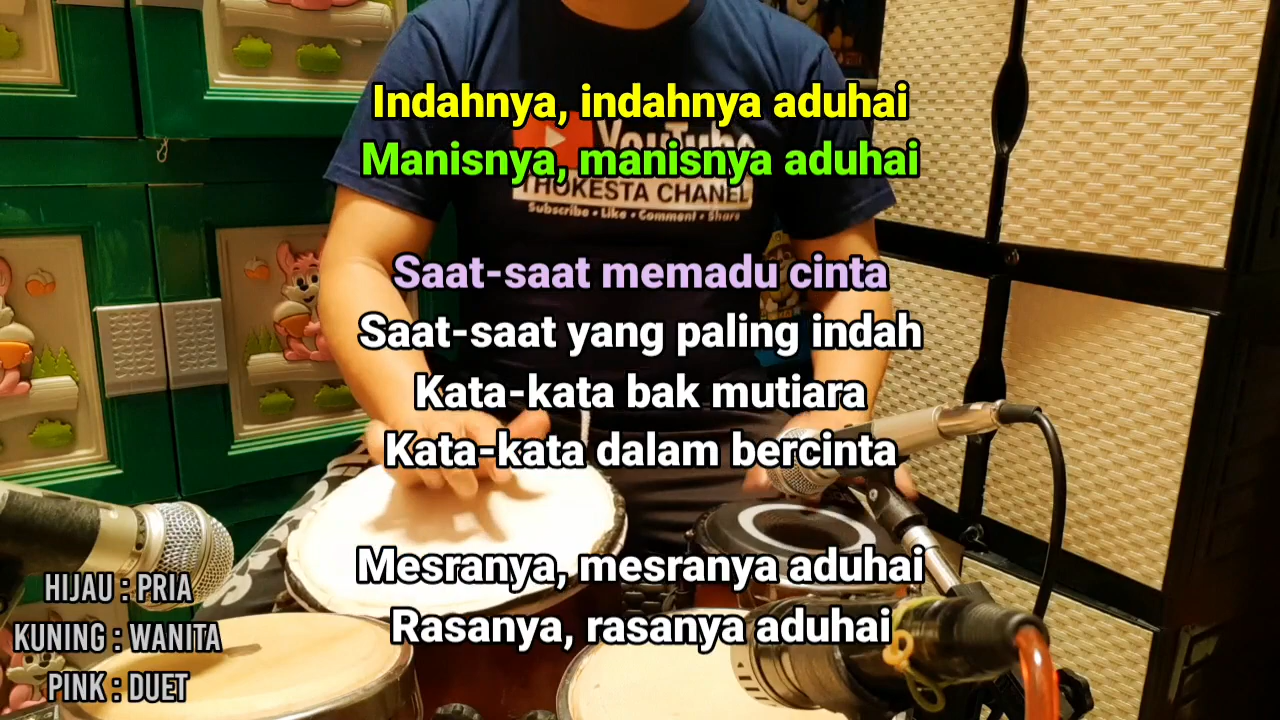 Indahnya, indahnya aduhai
YouTube
Manisnya, manisnya aduhai
THOKESTA CHANEL
Subscribe • Like • Comment • Share
Saat-saat memadu cinta
Saat-saat yang paling indah
Kata-kata bak mutiara
Kata-kata dalam bercinta
Mesranya, mesranya aduhai
Rasanya, rasanya aduhai
HIJAU : PRIA
KUNING : WANITA
PINK : DUET